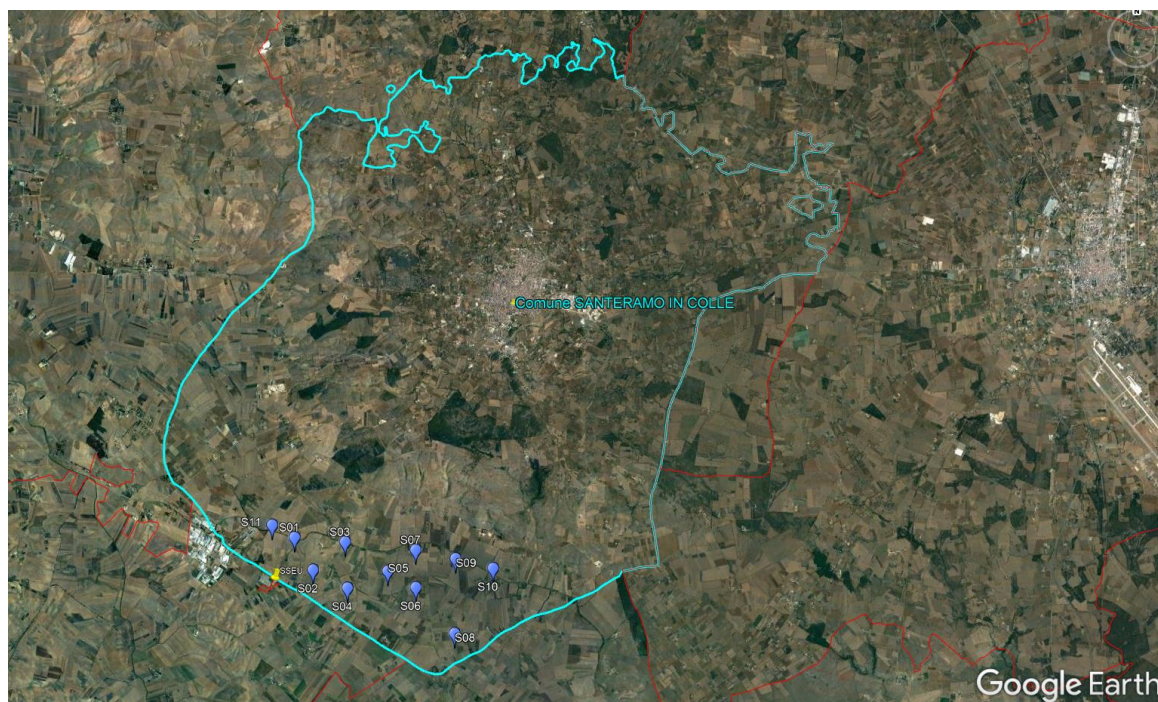 N
Comune SANTERAMO IN COLLE
S11
S01
S03
S07
S09
S05
S10
SSEU
S02
S04
S06
S08
Google Earth